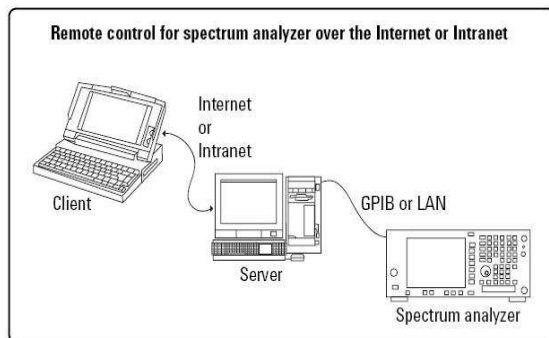 Remote control for spectrum analyzer over the Internet or Intranet
Internet
or
Intranet
Client
GPIB or LAN
Server
Spectrum analyzer